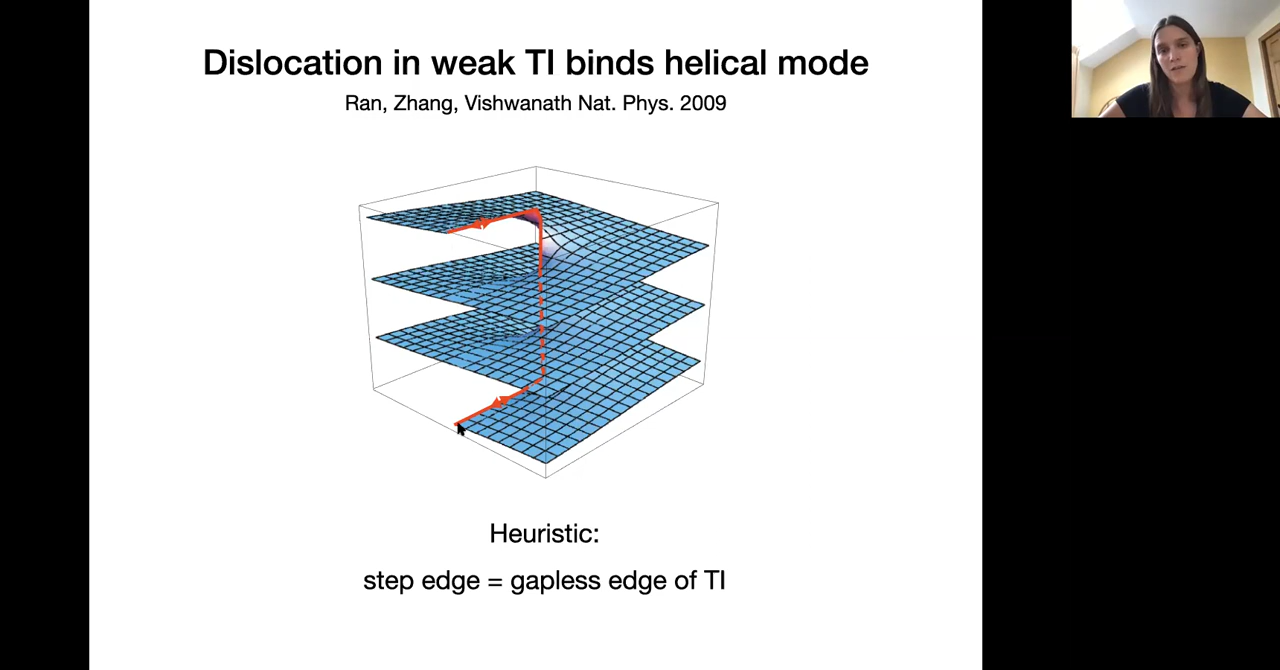 Dislocation in weak TI binds helical mode
Ran, Zhang, Vishwanath Nat. Phys. 2009
Heuristic:
step edge = gapless edge of TI